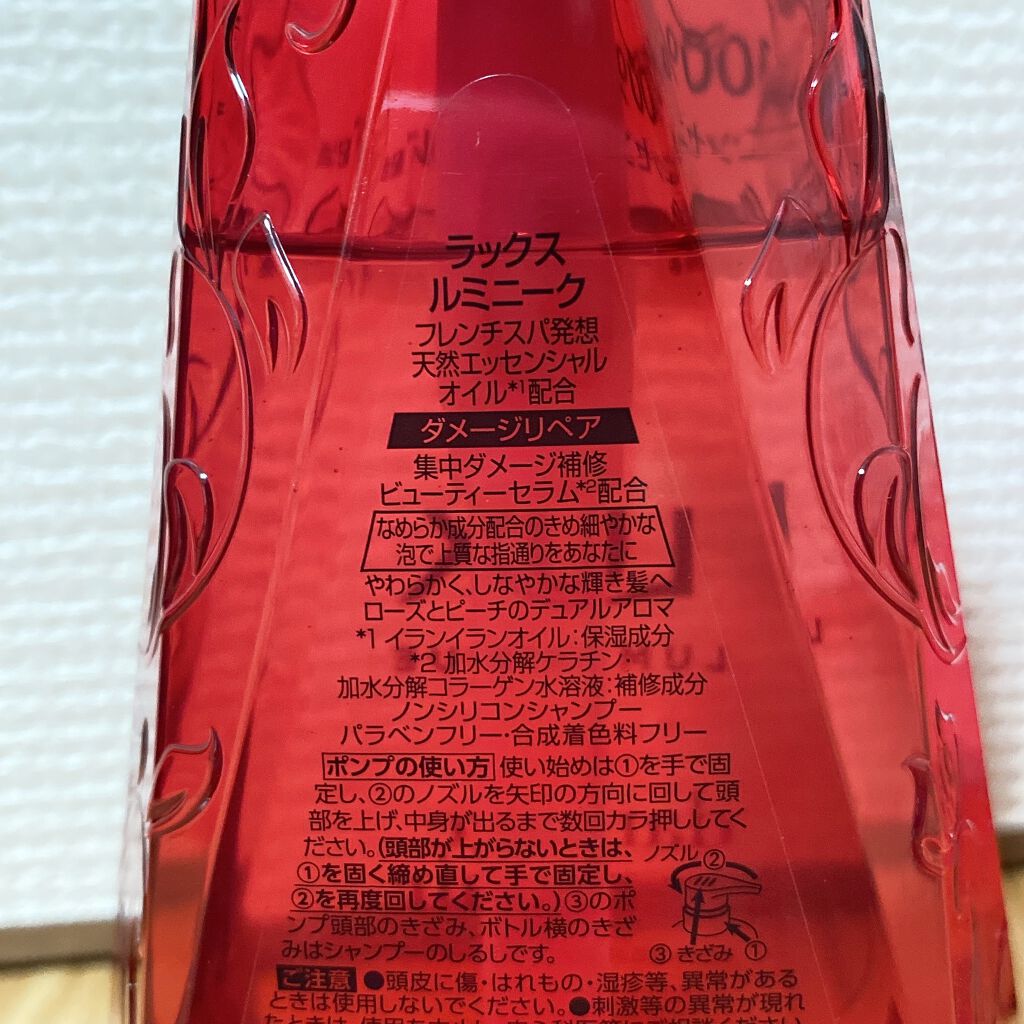 ラックス
ルミニーク
フレンチスパ発想
天然エッセンシャル
オイル*1配合
ダメージリペア
集中ダメージ補修
ビューティーセラム*2配合
なめらか成分配合のきめ細やかな
泡で上質な指通りをあなたに
やわらかく、しなやかな輝き髪へ
ローズとピーチのデュアルアロマ
*1 イランイランオイル:保湿成分
*2 加水分解ケラチン・
加水分解コラーゲン水溶液:補修成分
ノンシリコンシャンプー
パラベンフリー・合成着色料フリー
ポンプの使い方 使い始めは①を手で固
定し、②のノズルを矢印の方向に回して頭
部を上げ、中身が出るまで数回カラ押ししてく
ださい。(頭部が上がらないときは、
①を固く締め直して手で固定し、
②を再度回してください。)③のポ
ンプ頭部のきざみ、ボトル横のきざ
みはシャンプーのしるしです。
ノズル ②
③ きざみ ①
ご注意 ●頭皮に傷・はれもの・湿疹等、異常がある
ときは使用しないでください。●刺激等の異常が現れ
たときは、使用を中止し